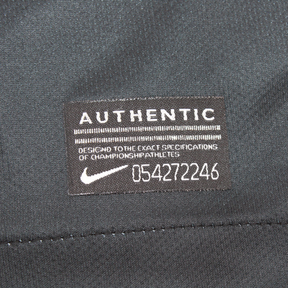 AUTHENTIC
DESIGNED TO THE EXACT SPECIFICATIONS
OF CHAMPIONSHIP ATHLETES
054272246